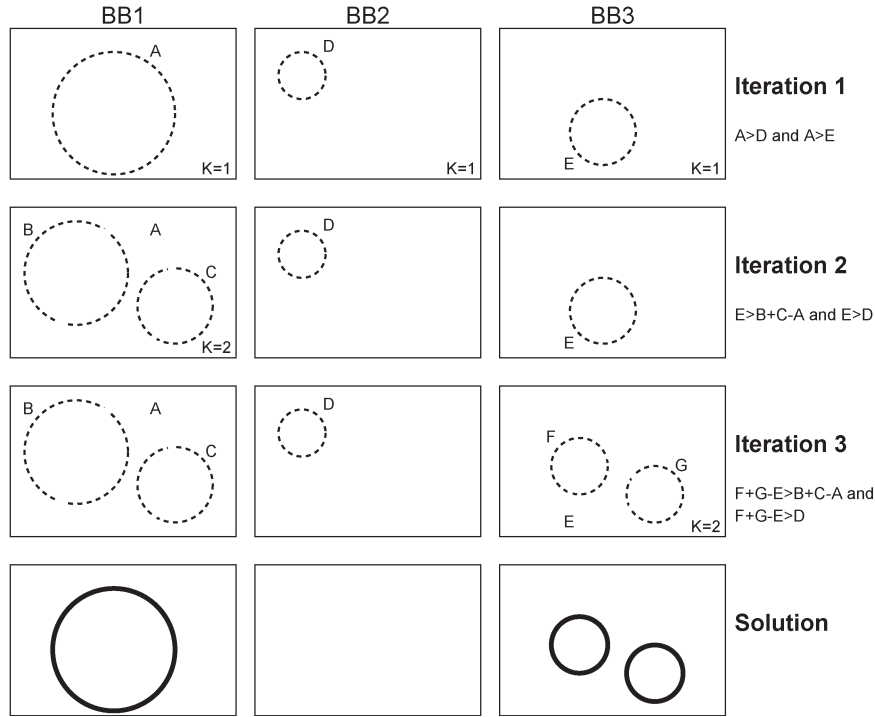 BB1
BB2
BB3
A
K=1
D
K=1
E
K=1
Iteration 1
A>D and A>E
B
A
C
K=2
D
E
Iteration 2
E>B+C-A and E>D
B
A
C
D
F
G
E
K=2
Iteration 3
F+G-E>B+C-A and
F+G-E>D
Solution